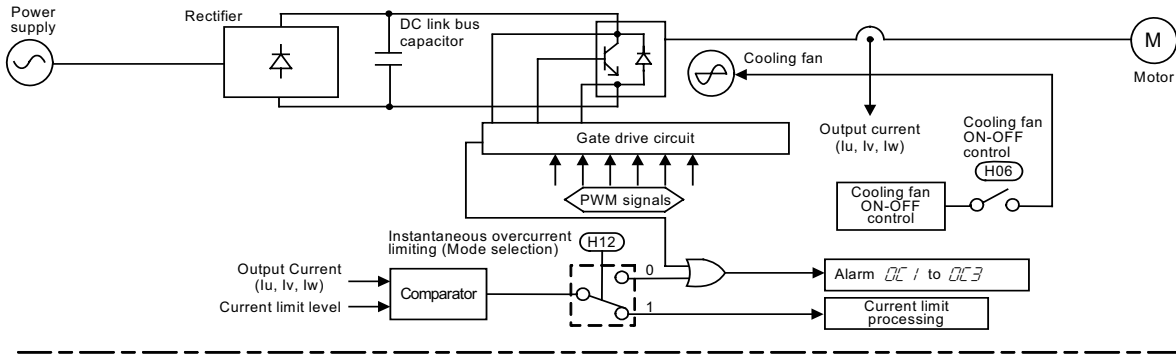 Power
supply
Rectifier
DC link bus
capacitor
Cooling fan
M
Motor
Gate drive circuit
Output current
(Iu, Iv, Iw)
Cooling fan
ON-OFF
control
H06
PWM signals
Cooling fan
ON-OFF
control
Instantaneous overcurrent
limiting (Mode selection)
H12
Output Current
(Iu, Iv, Iw)
Current limit level
Comparator
0
1
Alarm OC1 to OC3
Current limit
processing